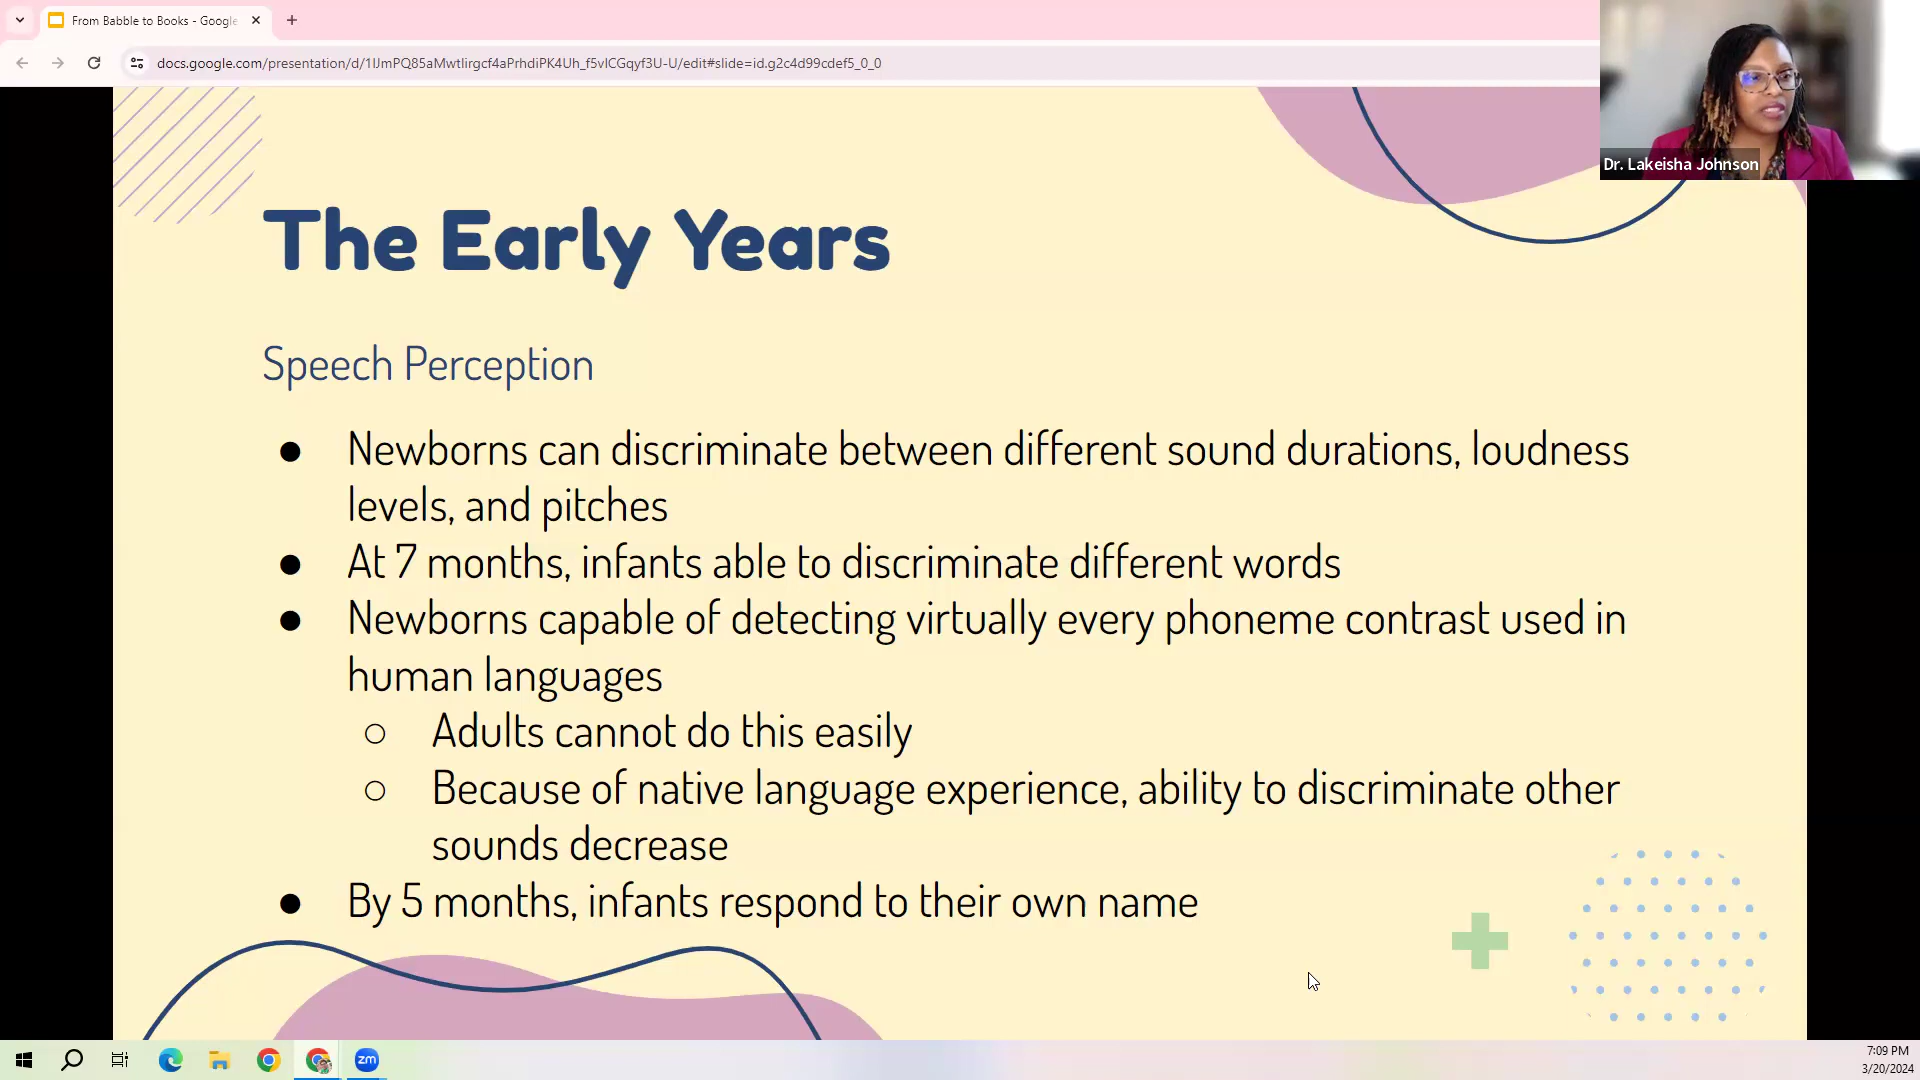 From Babble to Books - Google
docs.google.com/presentation/d/1IJmPQ85aMwtlirgcf4aPrhdiPK4Uh_f5vlCGqyf3U-U/edit#slide=id.g2c4d99cdef5_0_0
Dr. Lakeisha Johnson
The Early Years
Speech Perception
● Newborns can discriminate between different sound durations, loudness
levels, and pitches
● At 7 months, infants able to discriminate different words
● Newborns capable of detecting virtually every phoneme contrast used in
human languages
○ Adults cannot do this easily
○ Because of native language experience, ability to discriminate other
sounds decrease
● By 5 months, infants respond to their own name
zm
7:09 PM
3/20/2024